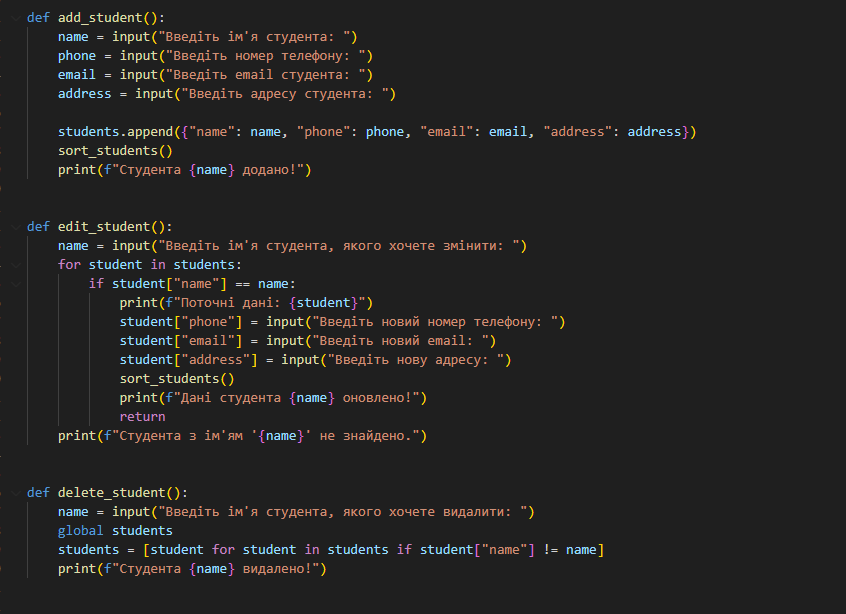 def add_student():
    name = input("Введіть ім'я студента: ")
    phone = input("Введіть номер телефону: ")
    email = input("Введіть email студента: ")
    address = input("Введіть адресу студента: ")

    students.append({"name": name, "phone": phone, "email": email, "address": address})
    sort_students()
    print(f"Студента {name} додано!")


def edit_student():
    name = input("Введіть ім'я студента, якого хочете змінити: ")
    for student in students:
        if student["name"] == name:
            print(f"Поточні дані: {student}")
            student["phone"] = input("Введіть новий номер телефону: ")
            student["email"] = input("Введіть новий email: ")
            student["address"] = input("Введіть нову адресу: ")
            sort_students()
            print(f"Дані студента {name} оновлено!")
            return
    print(f"Студента з ім'ям '{name}' не знайдено.")


def delete_student():
    name = input("Введіть ім'я студента, якого хочете видалити: ")
    global students
    students = [student for student in students if student["name"] != name]
    print(f"Студента {name} видалено!")